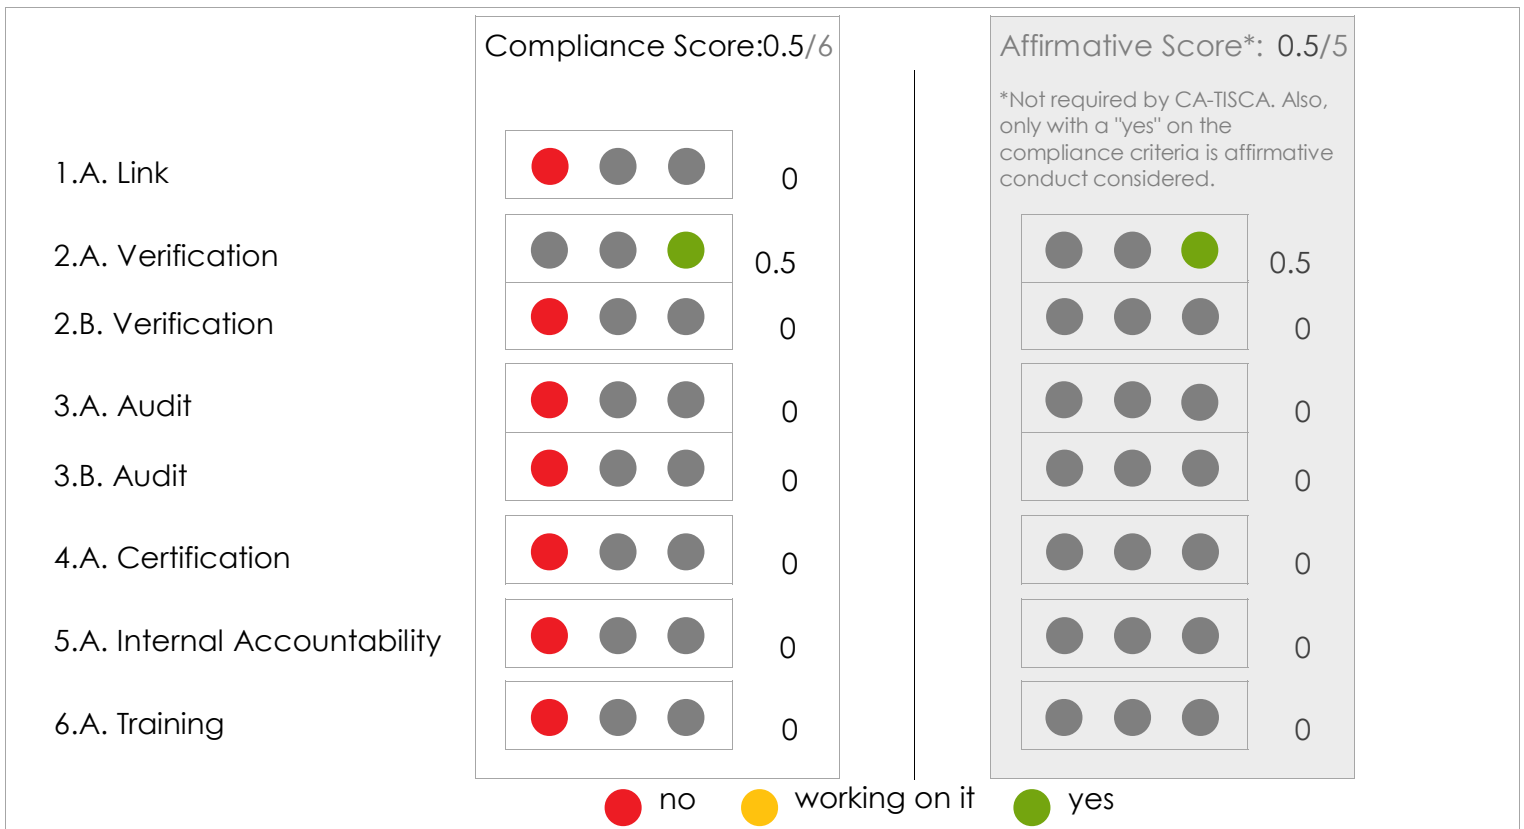 Compliance Score:0.5/6
Affirmative Score*: 0.5/5
*Not required by CA-TISCA. Also,
only with a "yes" on the
compliance criteria is affirmative
conduct considered.
1.A. Link 0
2.A. Verification 0.5 0.5
2.B. Verification 0 0
3.A. Audit 0 0
3.B. Audit 0 0
4.A. Certification 0 0
5.A. Internal Accountability 0 0
6.A. Training 0 0
no working on it yes